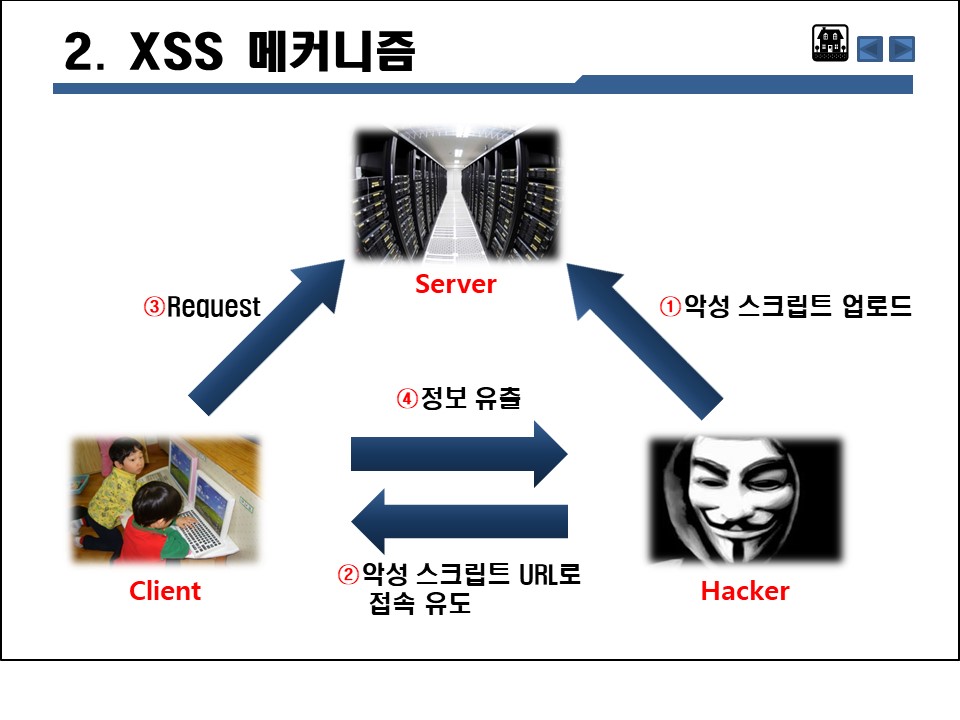 2. XSS 메커니즘
Server
③Request
①악성 스크립트 업로드
④정보 유출
②악성 스크립트 URL로
접속 유도
Client
Hacker